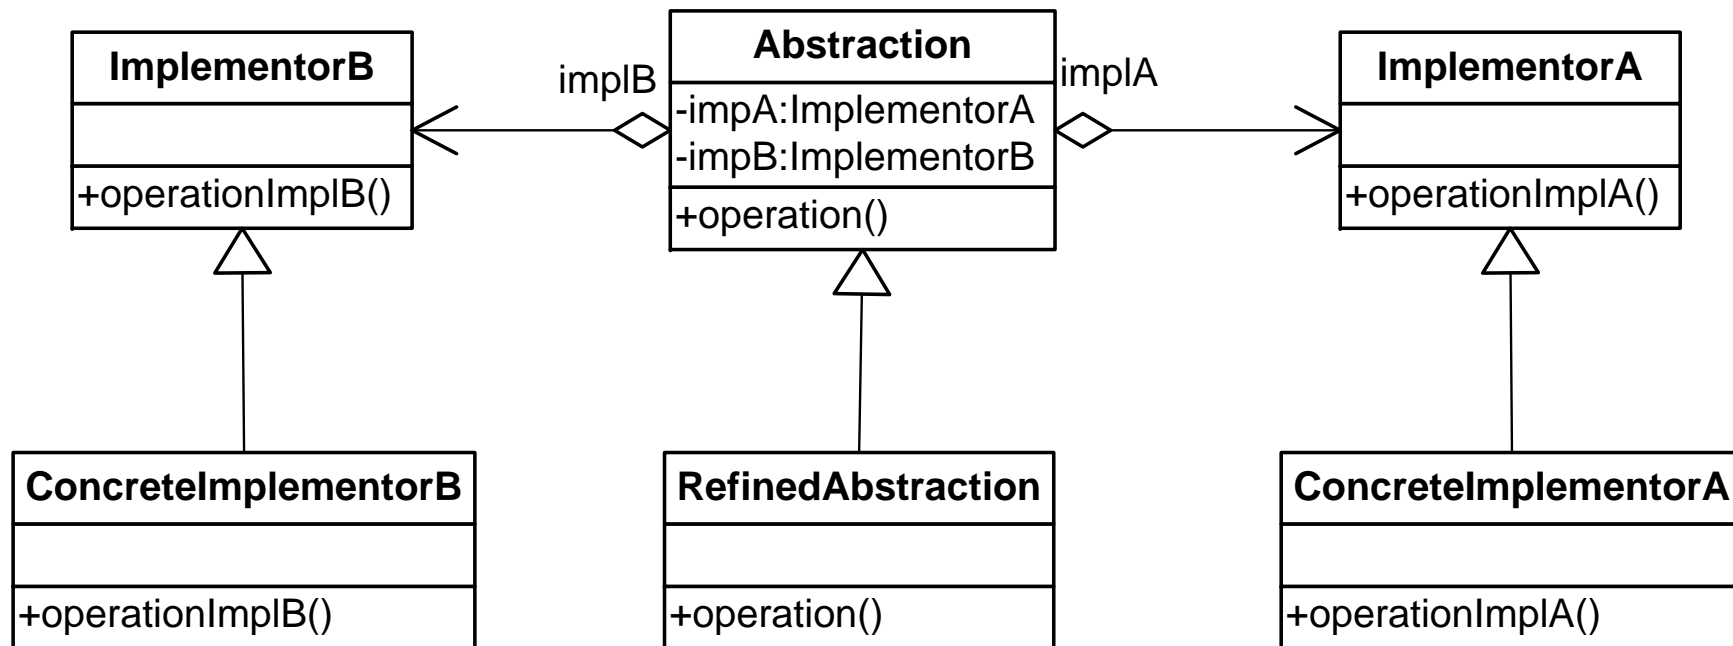 ImplementorB
+operationImplB()
implB
Abstraction
-impA:ImplementorA
-impB:ImplementorB
+operation()
implA
ImplementorA
+operationImplA()
ConcreteImplementorB
+operationImplB()
RefinedAbstraction
+operation()
ConcreteImplementorA
+operationImplA()